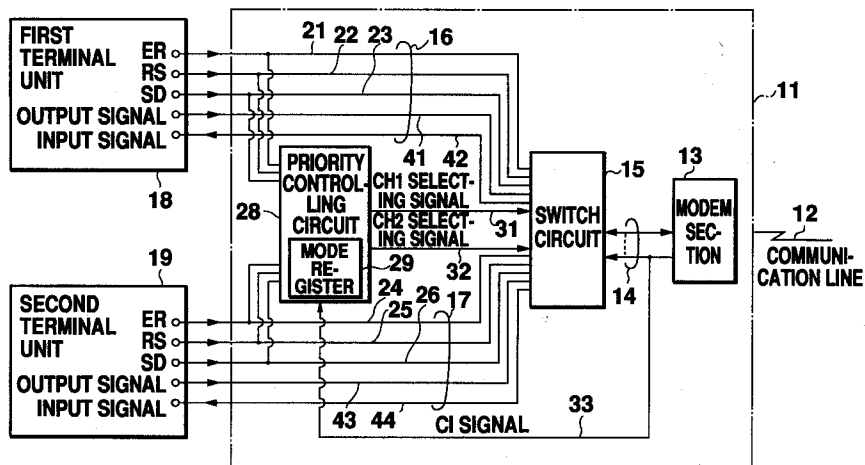 FIRST
TERMINAL
UNIT
ER
RS
SD
OUTPUT SIGNAL
INPUT SIGNAL
18
21
22
23
16
41
42
11
PRIORITY
CONTROL-
LING
CIRCUIT
28
MODE
RE-
GISTER
29
CH1 SELECT-
ING SIGNAL
31
CH2 SELECT-
ING SIGNAL
32
15
SWITCH
CIRCUIT
14
13
MODEM
SEC-
TION
12
COMMUNI-
CATION LINE
19
SECOND
TERMINAL
UNIT
ER
RS
SD
OUTPUT SIGNAL
INPUT SIGNAL
24
25
26
17
43
44
CI SIGNAL
33